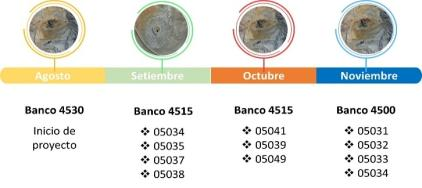 Agosto
Setiembre
Octubre
Noviembre
Banco 4530
Inicio de
proyecto
Banco 4515
❖ 05034
❖ 05035
❖ 05037
❖ 05038
Banco 4515
❖ 05041
❖ 05039
❖ 05049
Banco 4500
❖ 05031
❖ 05032
❖ 05033
❖ 05034